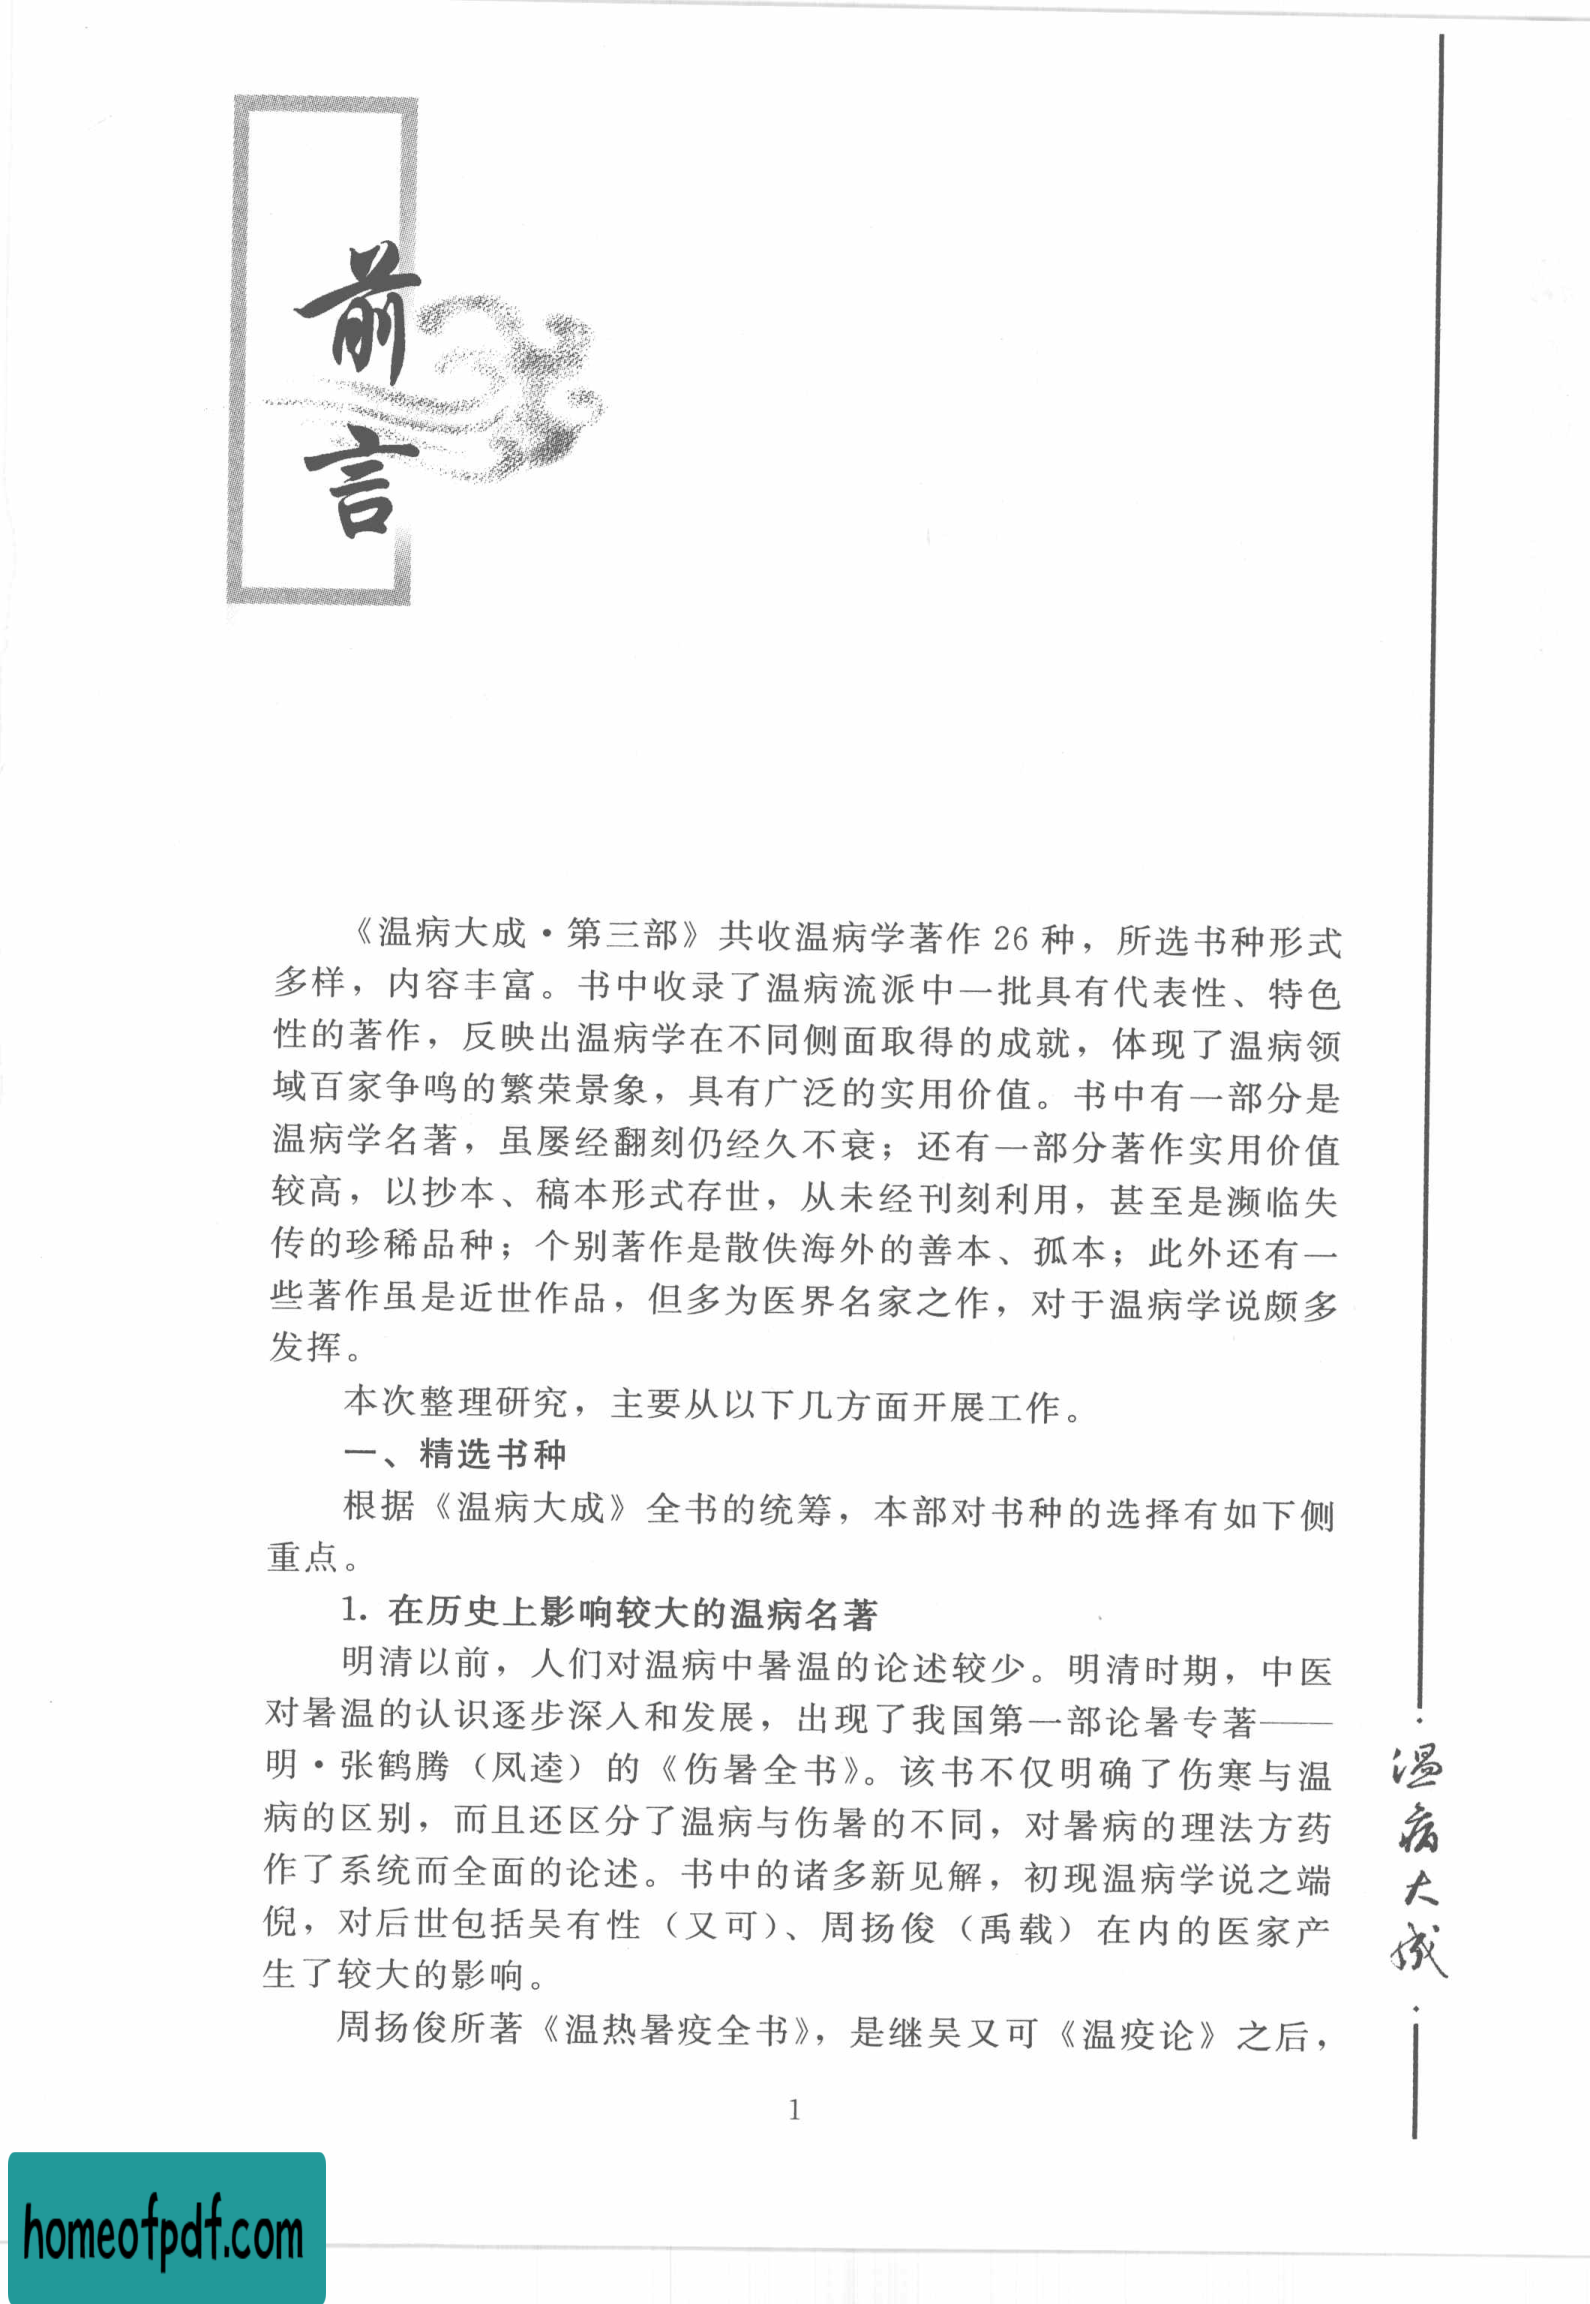 前言
《温病大成·第三部》共收温病学著作 26 种，所选书种形式
多样，内容丰富。书中收录了温病流派中一批具有代表性、特色
性的著作，反映出温病学在不同侧面取得的成就，体现了温病领
域百家争鸣的繁荣景象，具有广泛的实用价值。书中有一部分是
温病学名著，虽屡经翻刻仍经久不衰；还有一部分著作实用价值
较高，以抄本、稿本形式存世，从未经刊刻利用，甚至是濒临失
传的珍稀品种；个别著作是散佚海外的善本、孤本；此外还有一
些著作虽是近世作品，但多为医界名家之作，对于温病学说颇多
发挥。
本次整理研究，主要从以下几方面开展工作。
一、精选书种
根据《温病大成》全书的统筹，本部对书种的选择有如下侧
重点。
1. 在历史上影响较大的温病名著
明清以前，人们对温病中暑温的论述较少。明清时期，中医
对暑温的认识逐步深入和发展，出现了我国第一部论暑专著——
明·张鹤腾（凤逵）的《伤暑全书》。该书不仅明确了伤寒与温
病的区别，而且还区分了温病与伤暑的不同，对暑病的理法方药
作了系统而全面的论述。书中的诸多新见解，初现温病学说之端
倪，对后世包括吴有性（又可）、周扬俊（禹载）在内的医家产
生了较大的影响。
周扬俊所著《温热暑疫全书》，是继吴又可《温疫论》之后，
·温病大成·
1
homeofpdf.com